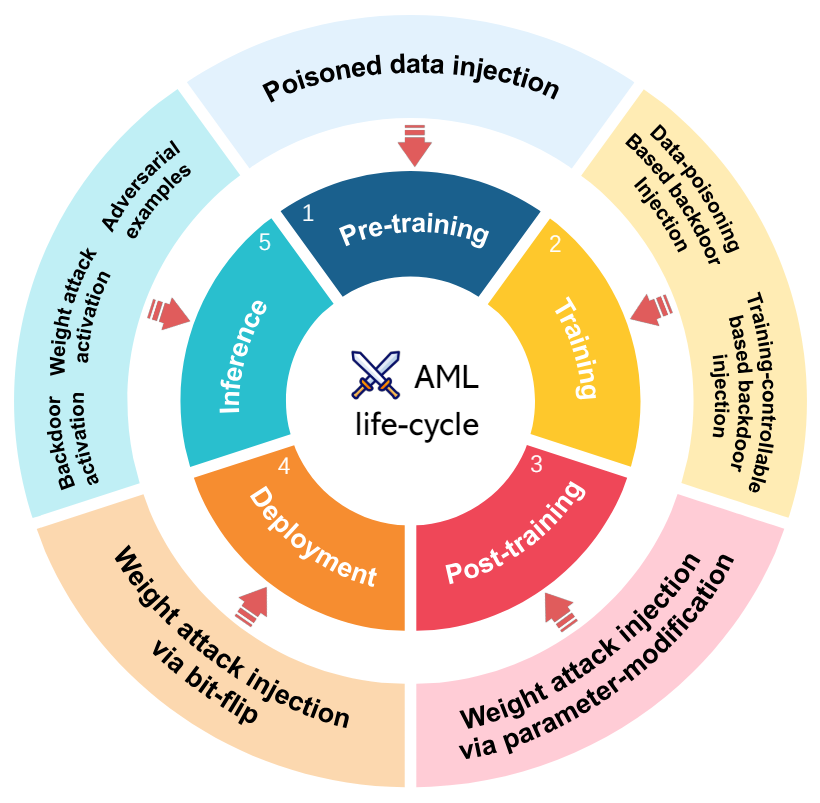 Poisoned data injection
1
Pre-training
Data-poisoning
Based backdoor
Injection
Training-controllable
based backdoor
injection
2
Training
Weight attack injection
via parameter-modification
3
Post-training
Weight attack injection
via bit-flip
4
Deployment
Adversarial
examples
Weight attack
activation
Backdoor
activation
5
Inference
AML
life-cycle